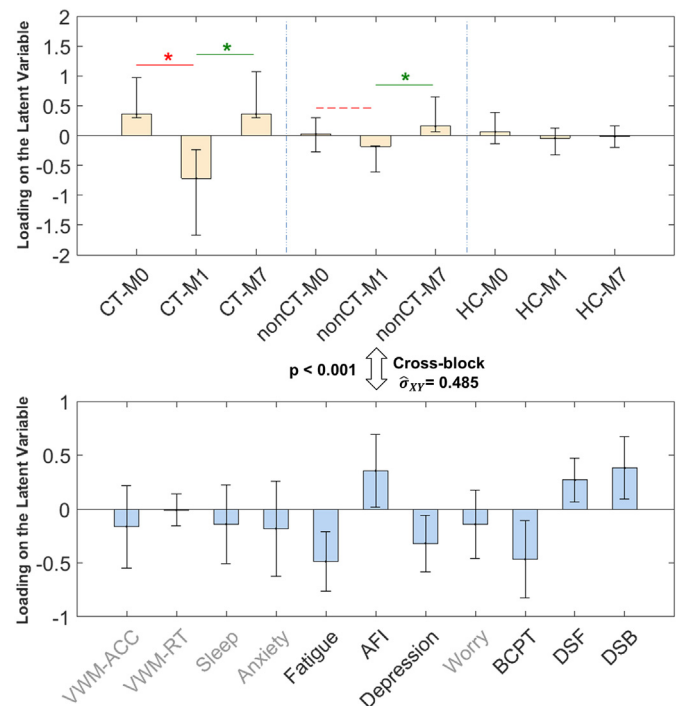 Loading on the Latent Variable
2
1.5
1
0.5
0
-0.5
-1
-1.5
-2
* *
*
CT-M0 CT-M1 CT-M7 nonCT-M0 nonCT-M1 nonCT-M7 HC-M0 HC-M1 HC-M7
p < 0.001 Cross-block
σ̂XY= 0.485
Loading on the Latent Variable
1
0.5
0
-0.5
-1
VWM-ACC VWM-RT Sleep Anxiety Fatigue AFI Depression Worry BCPT DSF DSB